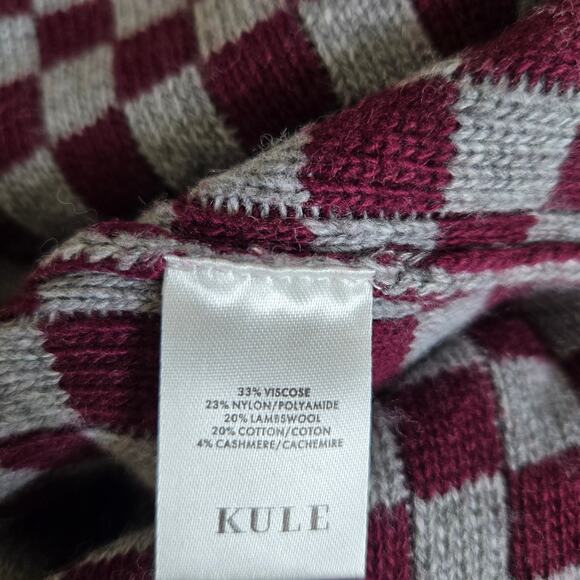 33% VISCOSE
23% NYLON/POLYAMIDE
20% LAMBSWOOL
20% COTTON/COTON
4% CASHMERE/CACHEMIRE
KULE